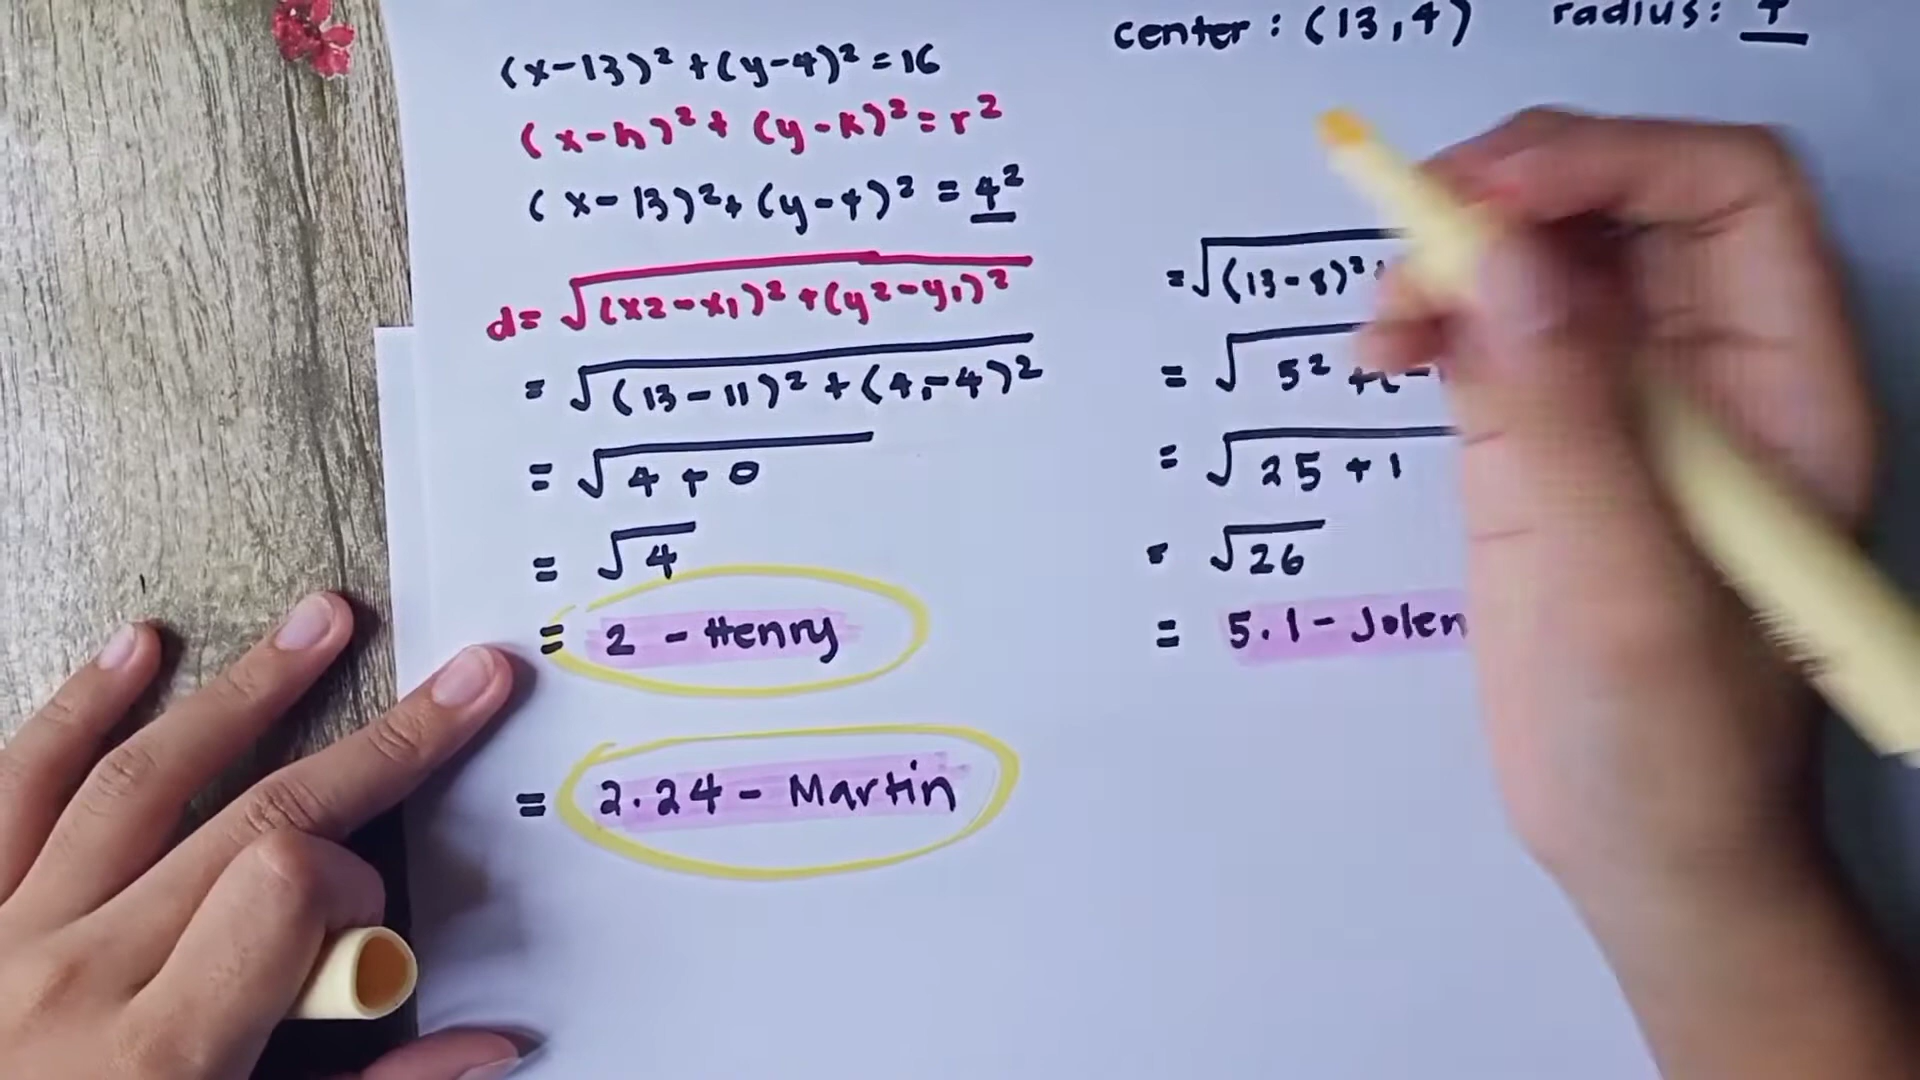 center : (13,4) radius:
(x-13)² + (y-4)² = 16
(x-h)² + (y-k)² = r²
(x-13)² + (y-4)² = 4²
d= √(x2-x₁)² + (y2-y₁)²
= √(13-11)² + (4-4)²
= √4+0
= √4
= 2 - Henry
= 2.24 - Martin
= √(13-8)²
= √5² +
= √25 + 1
= √26
= 5.1 - Jolen